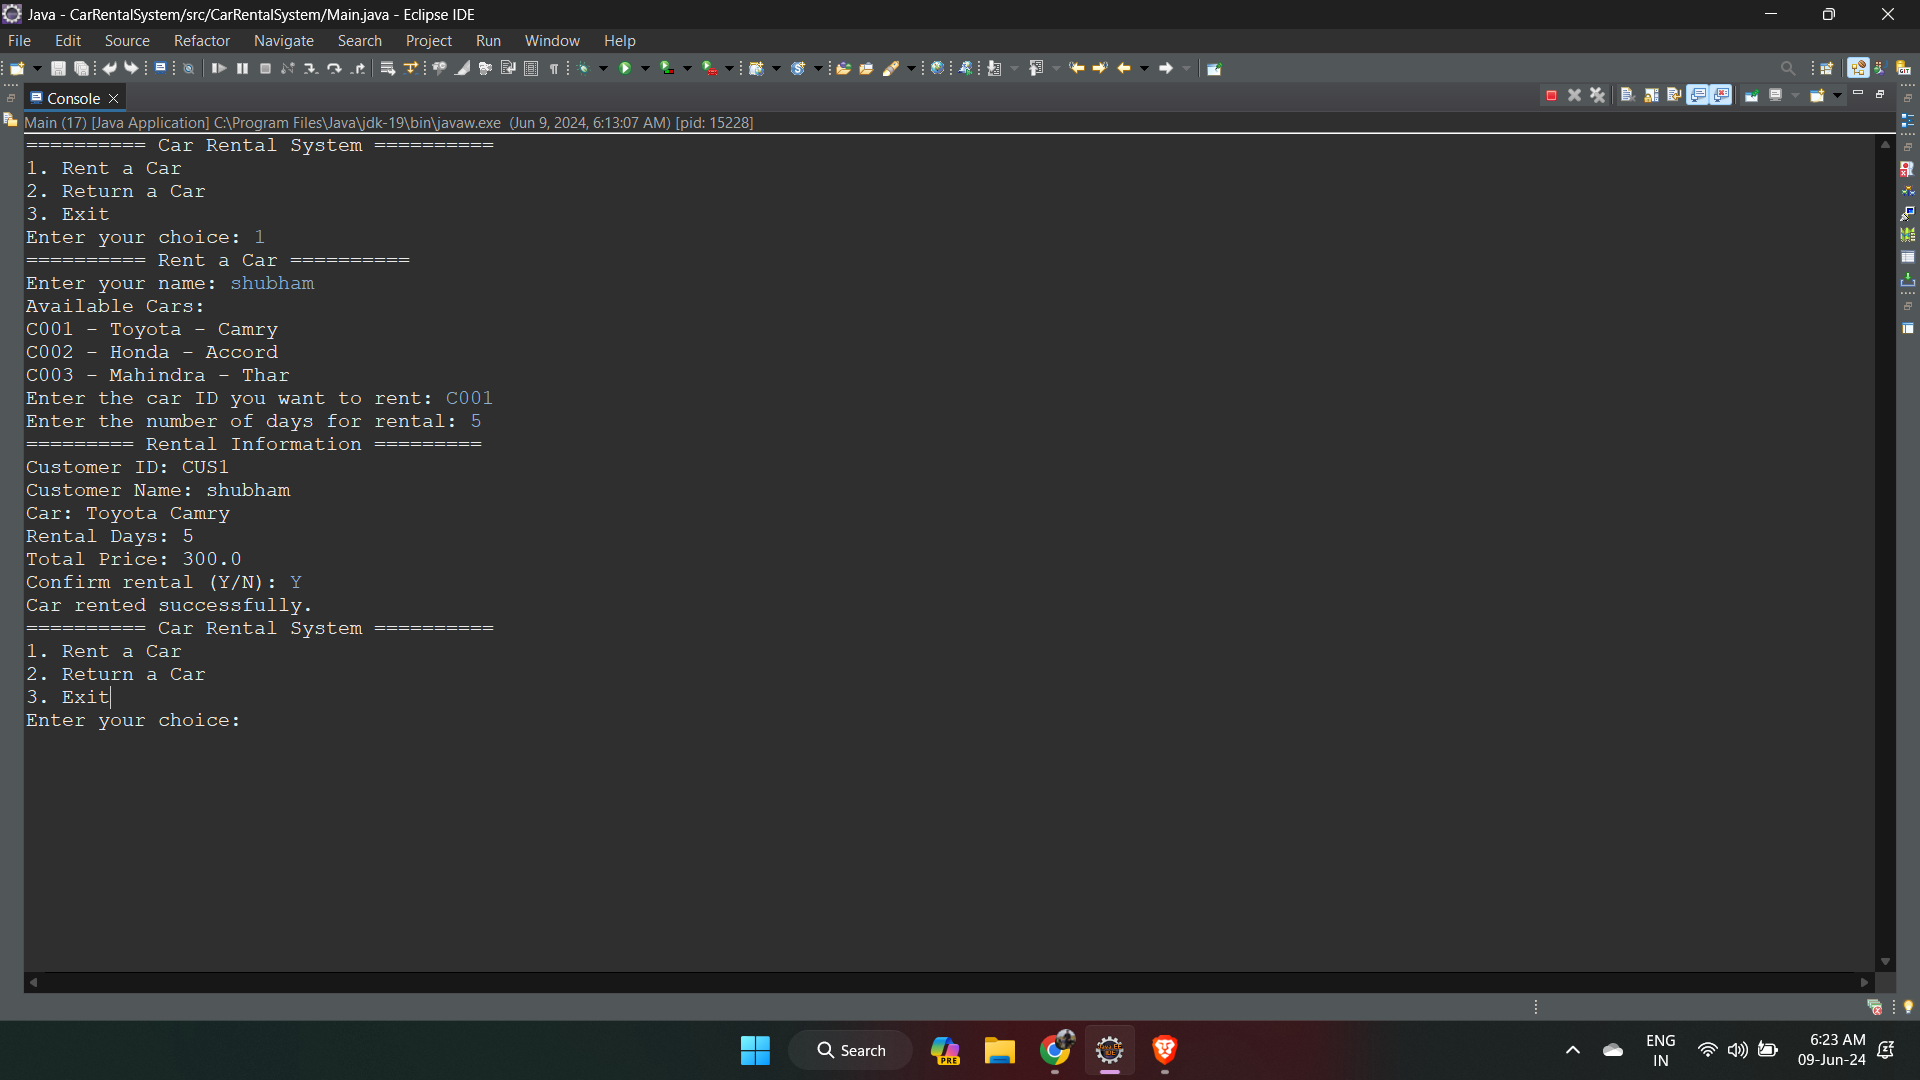 Java - CarRentalSystem/src/CarRentalSystem/Main.java - Eclipse IDE
File Edit Source Refactor Navigate Search Project Run Window Help
Console
Main (17) [Java Application] C:\Program Files\Java\jdk-19\bin\javaw.exe (Jun 9, 2024, 6:13:07 AM) [pid: 15228]
========== Car Rental System ==========
1. Rent a Car
2. Return a Car
3. Exit
Enter your choice: 1
========== Rent a Car ==========
Enter your name: shubham
Available Cars:
C001 - Toyota - Camry
C002 - Honda - Accord
C003 - Mahindra - Thar
Enter the car ID you want to rent: C001
Enter the number of days for rental: 5
========= Rental Information =========
Customer ID: CUS1
Customer Name: shubham
Car: Toyota Camry
Rental Days: 5
Total Price: 300.0
Confirm rental (Y/N): Y
Car rented successfully.
========== Car Rental System ==========
1. Rent a Car
2. Return a Car
3. Exit
Enter your choice:
Search
PRE
ENG
IN
6:23 AM
09-Jun-24